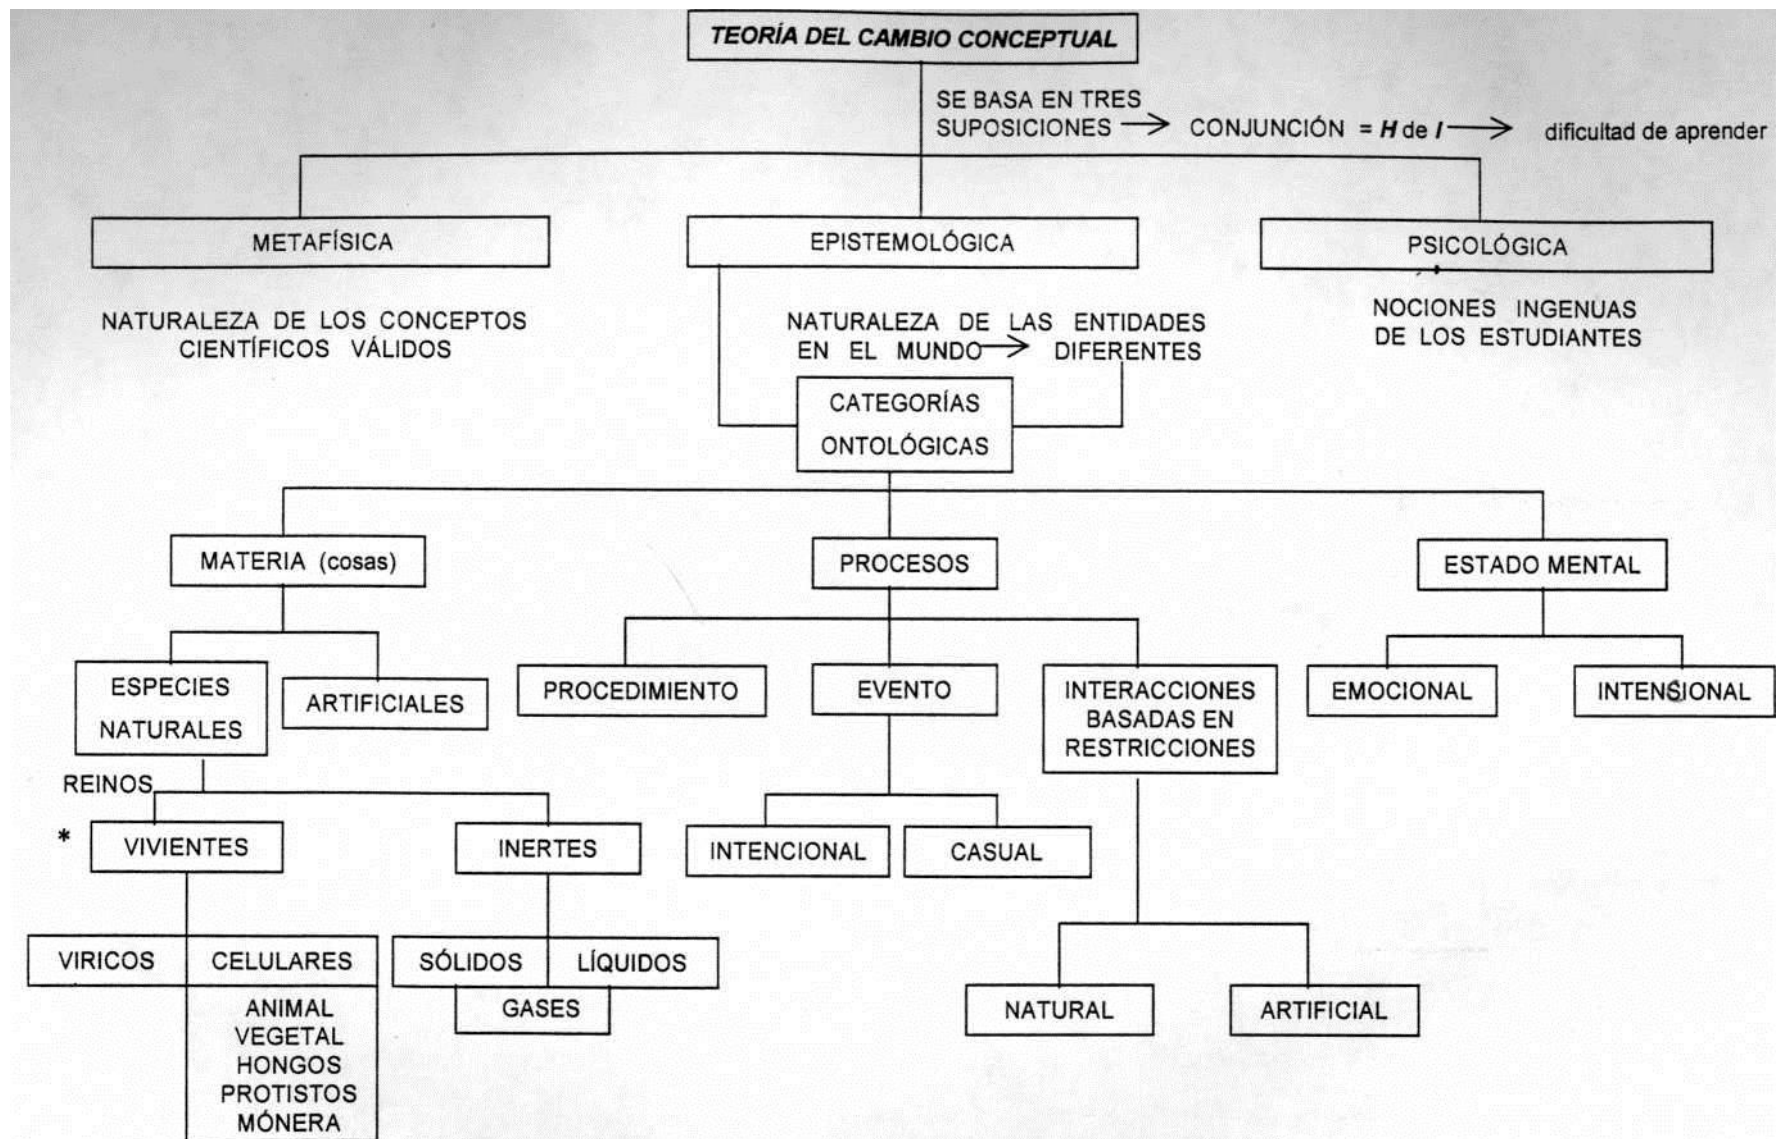 TEORÍA DEL CAMBIO CONCEPTUAL
SE BASA EN TRES
SUPOSICIONES → CONJUNCIÓN = H de I → dificultad de aprender
METAFÍSICA
EPISTEMOLÓGICA
PSICOLÓGICA
NATURALEZA DE LOS CONCEPTOS
CIENTÍFICOS VÁLIDOS
NATURALEZA DE LAS ENTIDADES
EN EL MUNDO → DIFERENTES
NOCIONES INGENUAS
DE LOS ESTUDIANTES
CATEGORÍAS
ONTOLÓGICAS
MATERIA (cosas)
PROCESOS
ESTADO MENTAL
ESPECIES
NATURALES
ARTIFICIALES
PROCEDIMIENTO
EVENTO
INTERACCIONES
BASADAS EN
RESTRICCIONES
EMOCIONAL
INTENSIONAL
REINOS
* VIVIENTES
INERTES
INTENCIONAL
CASUAL
VIRICOS
CELULARES
SÓLIDOS
LÍQUIDOS
GASES
NATURAL
ARTIFICIAL
ANIMAL
VEGETAL
HONGOS
PROTISTOS
MÓNERA